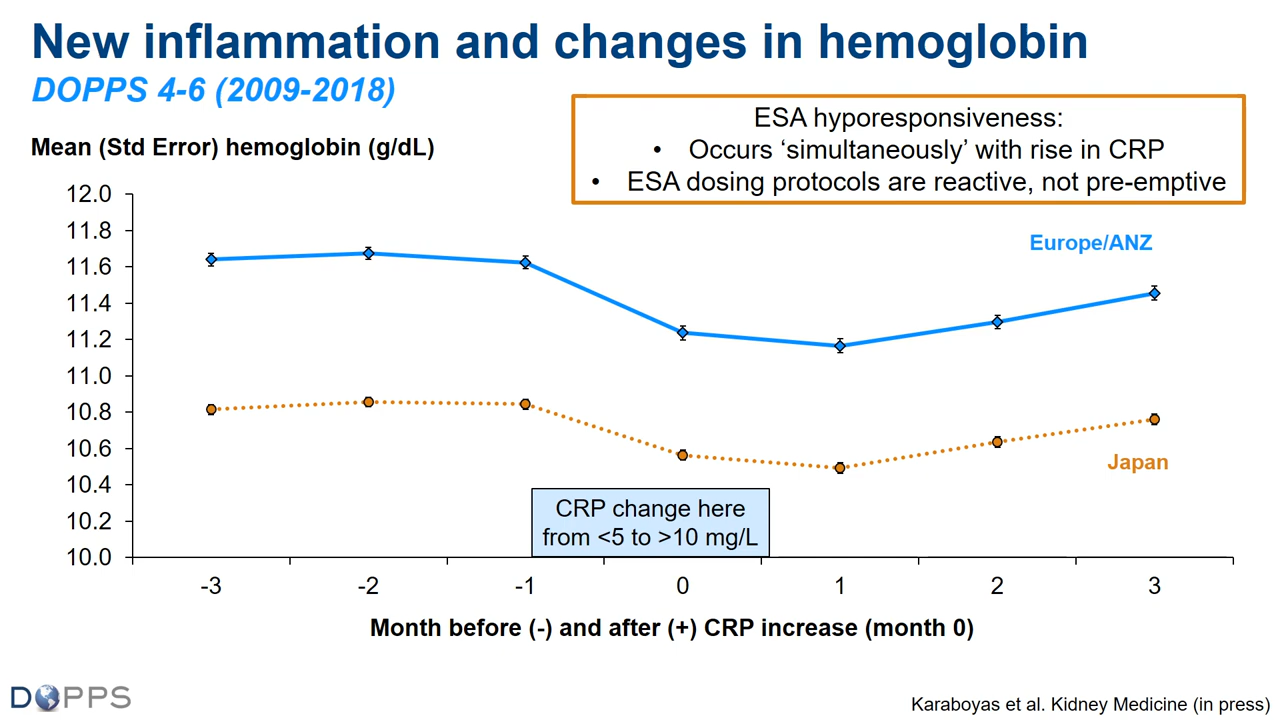 New inflammation and changes in hemoglobin
DOPPS 4-6 (2009-2018)
ESA hyporesponsiveness:
• Occurs ‘simultaneously’ with rise in CRP
• ESA dosing protocols are reactive, not pre-emptive
Mean (Std Error) hemoglobin (g/dL)
12.0
11.8
11.6
11.4
11.2
11.0
10.8
10.6
10.4
10.2
10.0
Europe/ANZ
Japan
CRP change here
from <5 to >10 mg/L
-3 -2 -1 0 1 2 3
Month before (-) and after (+) CRP increase (month 0)
DOPPS
Karaboyas et al. Kidney Medicine (in press)